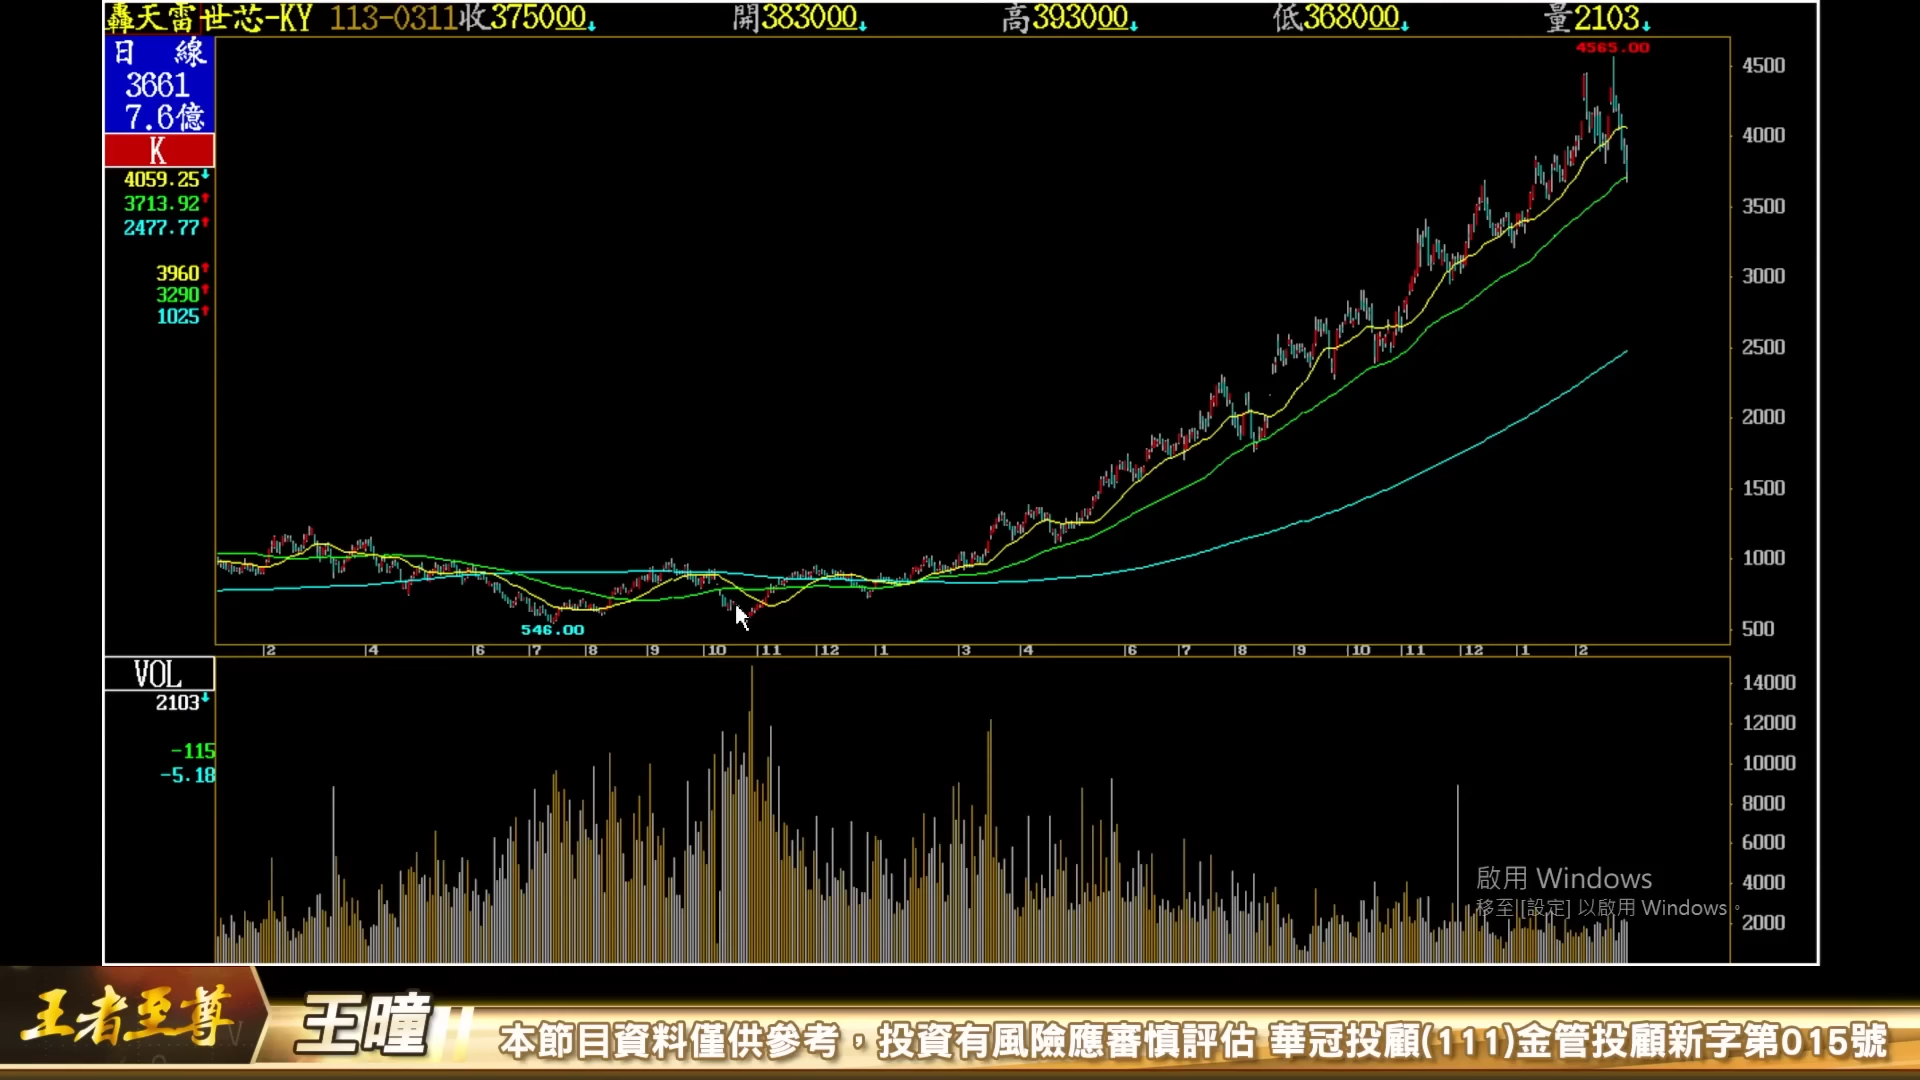 轟天雷世芯-KY 113-0311收375000↓ 開383000↓ 高393000↓ 低368000↓ 量2103↓
日 線
3661
7.6億
K
4059.25↓
3713.92↑
2477.77↑
3960↑
3290↑
1025↑
4565.00
546.00
4500
4000
3500
3000
2500
2000
1500
1000
500
2 4 6 7 8 9 10 11 12 1 3 4 6 7 8 9 10 11 12 1 2
VOL
2103↓
-115
-5.18
14000
12000
10000
8000
6000
4000
2000
啟用 Windows
移至 [設定] 以啟用 Windows。
王者至尊
王曈
本節目資料僅供參考，投資有風險應審慎評估 華冠投顧(111)金管投顧新字第015號